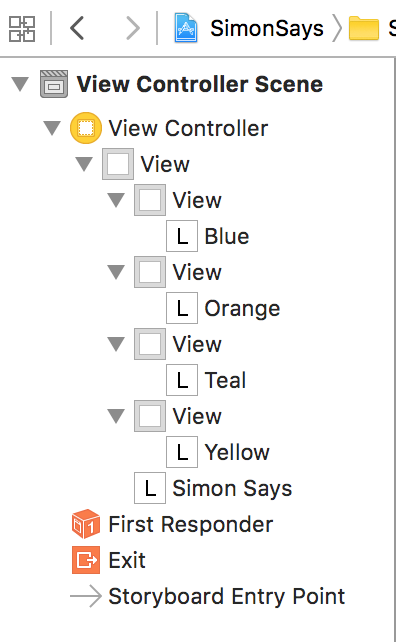 SimonSays S
View Controller Scene
View Controller
View
View
L Blue
View
L Orange
View
L Teal
View
L Yellow
L Simon Says
1 First Responder
Exit
Storyboard Entry Point